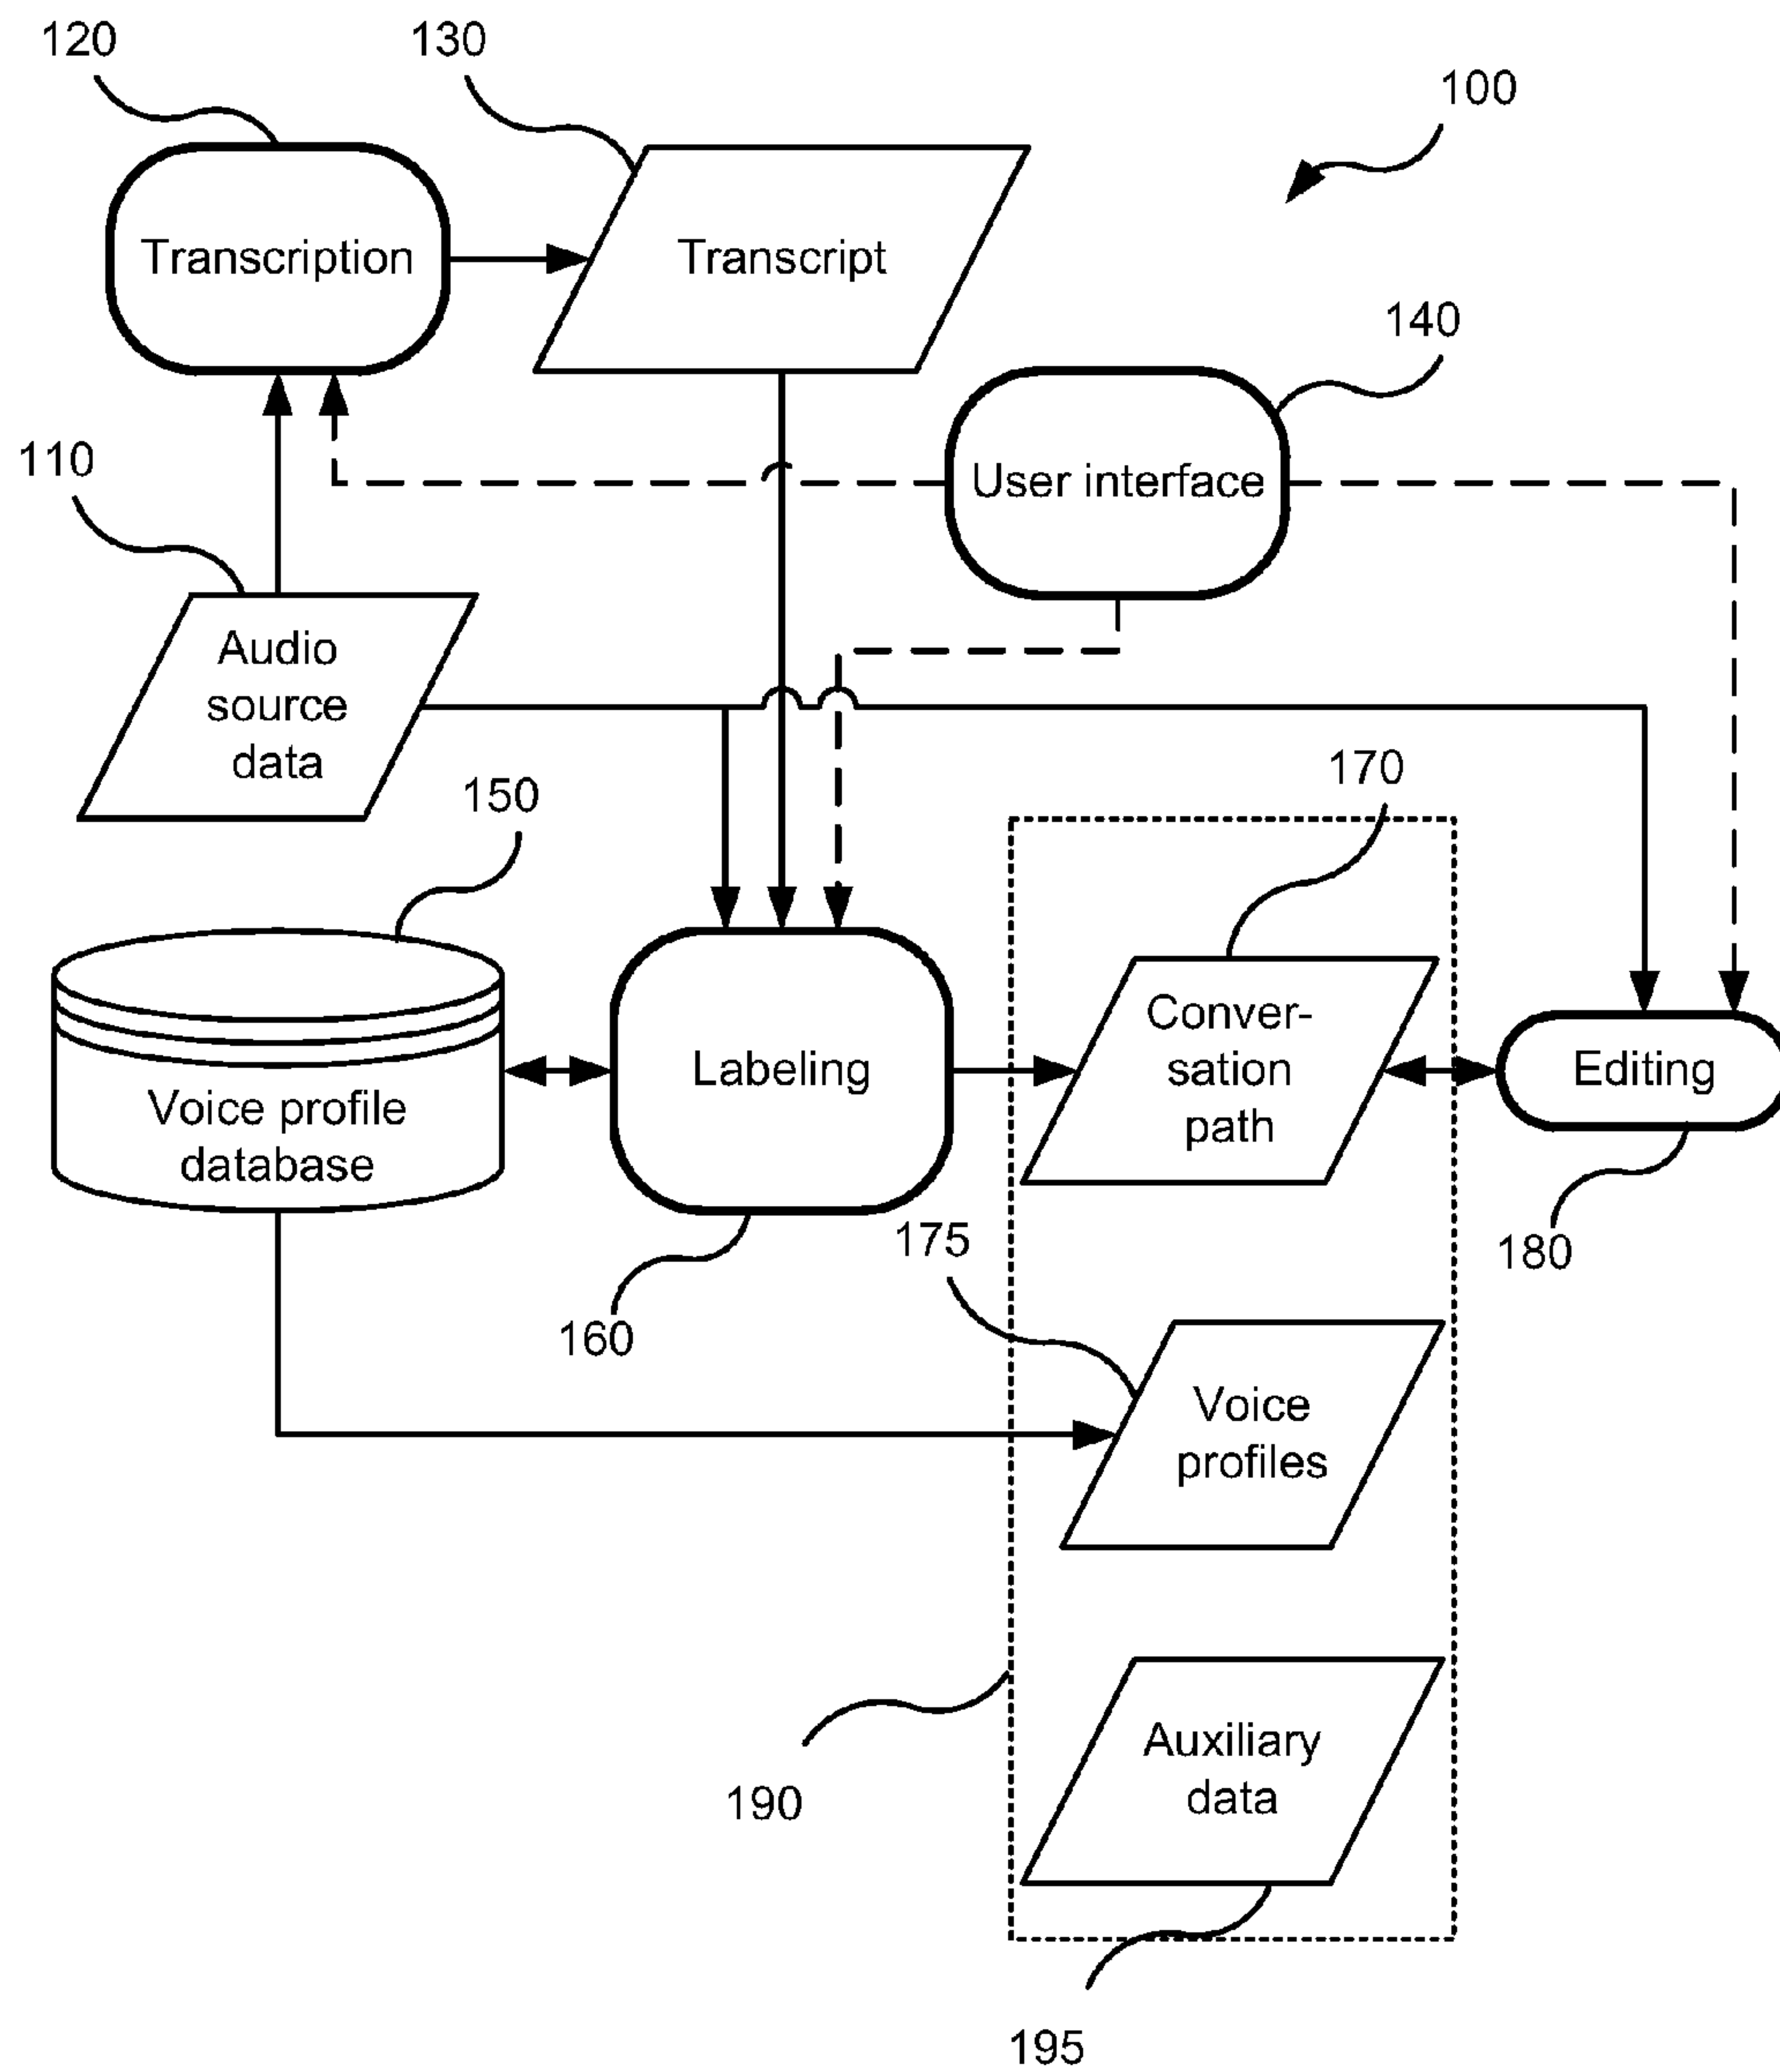 120
130
100
Transcription
Transcript
140
110
User interface
Audio
source
data
150
170
Conver-
sation
path
Labeling
Editing
Voice profile
database
175
180
160
Voice
profiles
Auxiliary
data
190
195